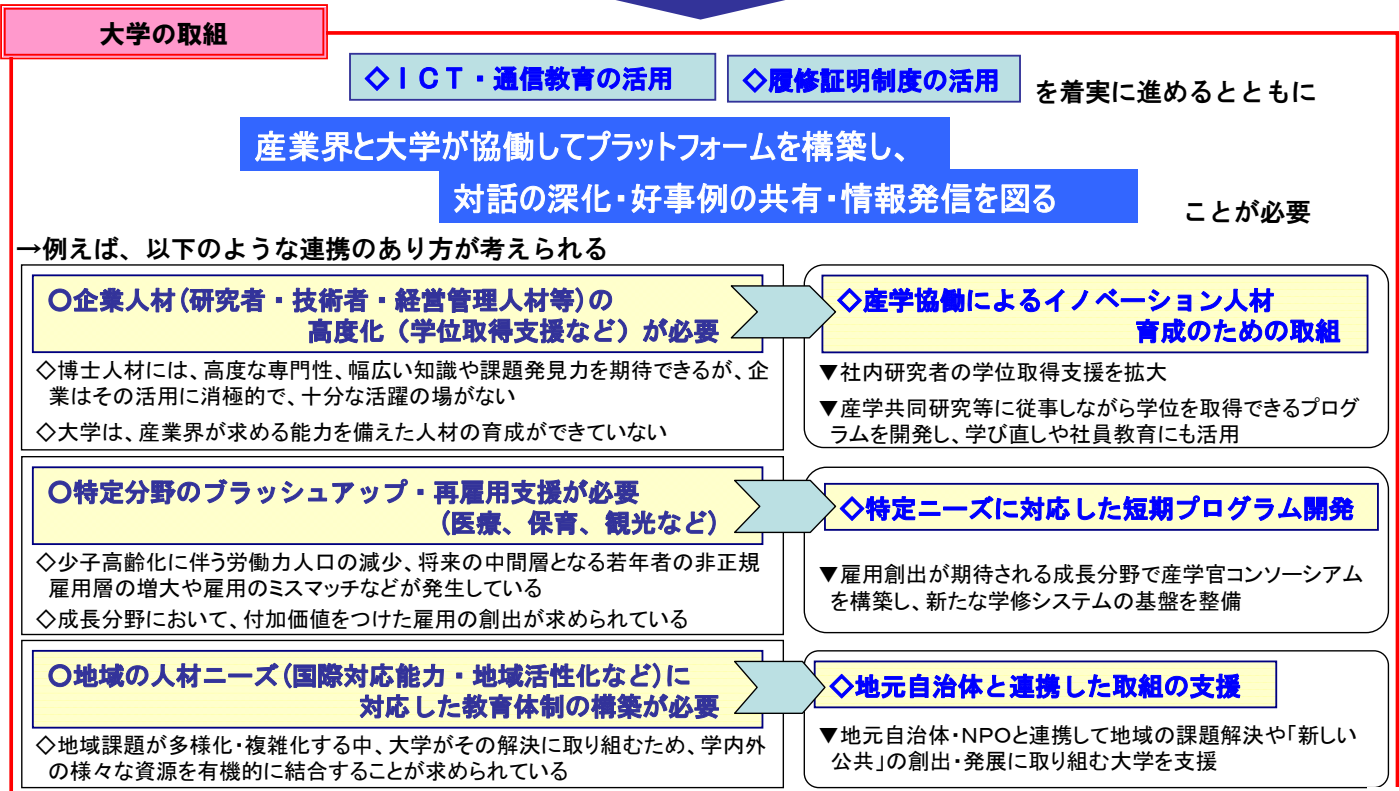 大学の取組
◇ICT・通信教育の活用
◇履修証明制度の活用
を着実に進めるとともに
産業界と大学が協働してプラットフォームを構築し、
対話の深化・好事例の共有・情報発信を図る
ことが必要
→例えば、以下のような連携のあり方が考えられる
○企業人材(研究者・技術者・経営管理人材等)の
高度化(学位取得支援など)が必要
◇博士人材には、高度な専門性、幅広い知識や課題発見力を期待できるが、企
業はその活用に消極的で、十分な活躍の場がない
◇大学は、産業界が求める能力を備えた人材の育成ができていない
◇産学協働によるイノベーション人材
育成のための取組
▼社内研究者の学位取得支援を拡大
▼産学共同研究等に従事しながら学位を取得できるプログ
ラムを開発し、学び直しや社員教育にも活用
○特定分野のブラッシュアップ・再雇用支援が必要
(医療、保育、観光など)
◇少子高齢化に伴う労働力人口の減少、将来の中間層となる若年者の非正規
雇用層の増大や雇用のミスマッチなどが発生している
◇成長分野において、付加価値をつけた雇用の創出が求められている
◇特定ニーズに対応した短期プログラム開発
▼雇用創出が期待される成長分野で産学官コンソーシアム
を構築し、新たな学修システムの基盤を整備
○地域の人材ニーズ(国際対応能力・地域活性化など)に
対応した教育体制の構築が必要
◇地域課題が多様化・複雑化する中、大学がその解決に取り組むため、学内外
の様々な資源を有機的に結合することが求められている
◇地元自治体と連携した取組の支援
▼地元自治体・NPOと連携して地域の課題解決や「新しい
公共」の創出・発展に取り組む大学を支援